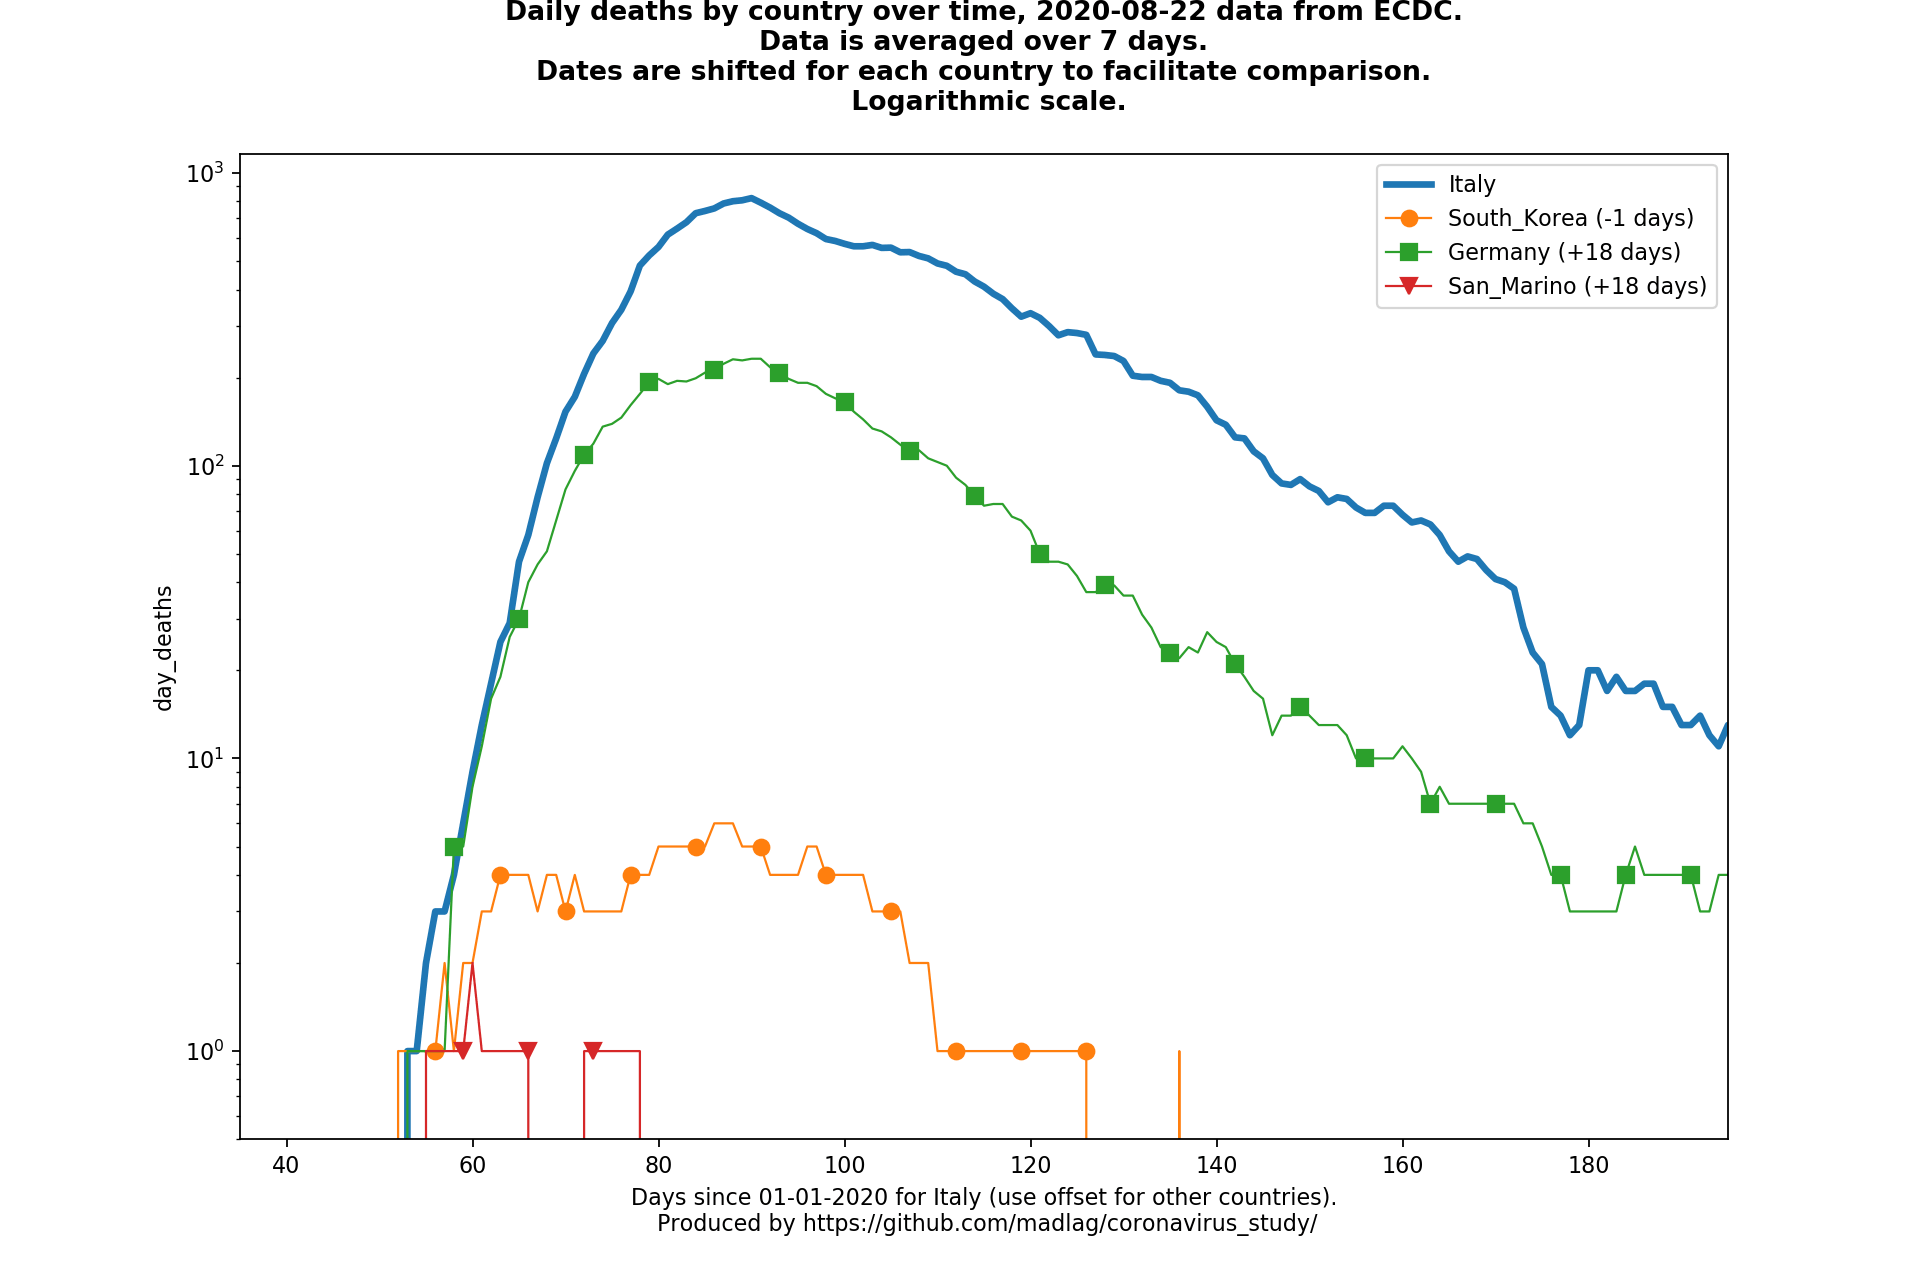 Daily deaths by country over time, 2020-08-22 data from ECDC.
Data is averaged over 7 days.
Dates are shifted for each country to facilitate comparison.
Logarithmic scale.
10³
10²
10¹
10⁰
day_deaths
Italy
South_Korea (-1 days)
Germany (+18 days)
San_Marino (+18 days)
40 60 80 100 120 140 160 180
Days since 01-01-2020 for Italy (use offset for other countries).
Produced by https://github.com/madlag/coronavirus_study/